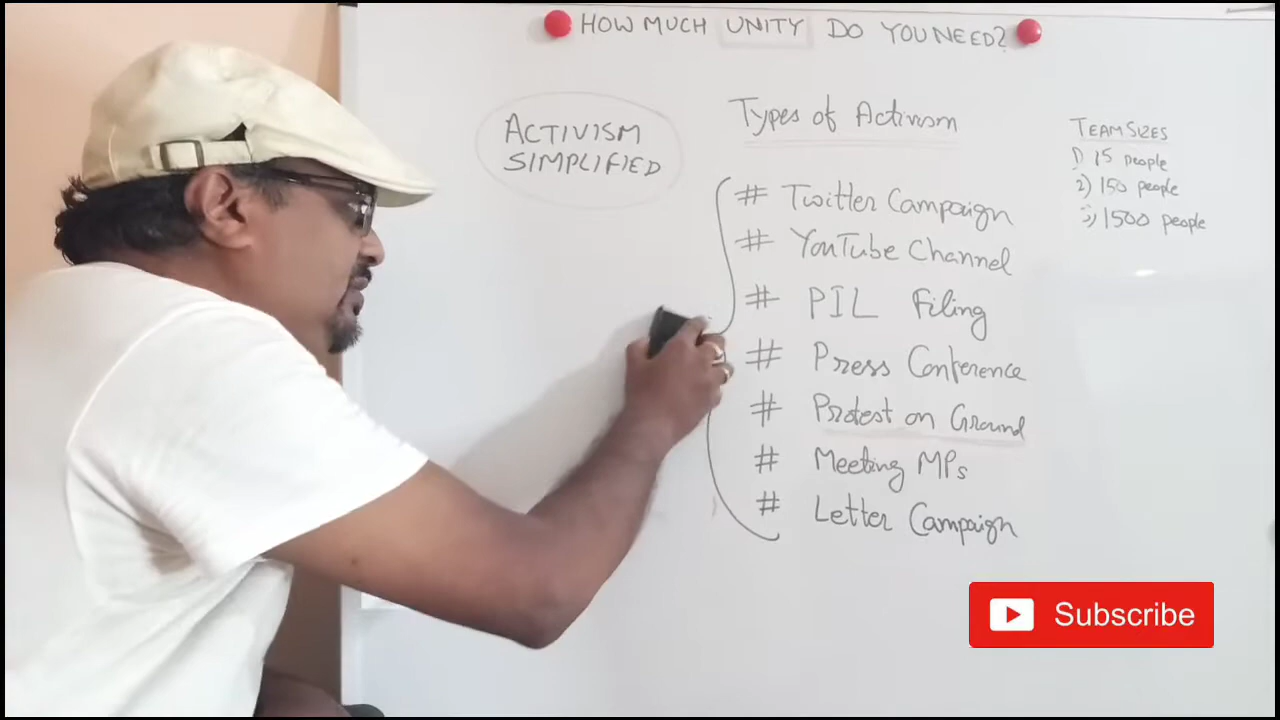 HOW MUCH UNITY DO YOU NEED?
ACTIVISM
SIMPLIFIED
Types of Activism
# Twitter Campaign
# YouTube Channel
# PIL Filing
# Press Conference
# Protest on Ground
# Meeting MPs
# Letter Campaign
TEAM SIZES
1) 15 people
2) 150 people
3) 1500 people
Subscribe